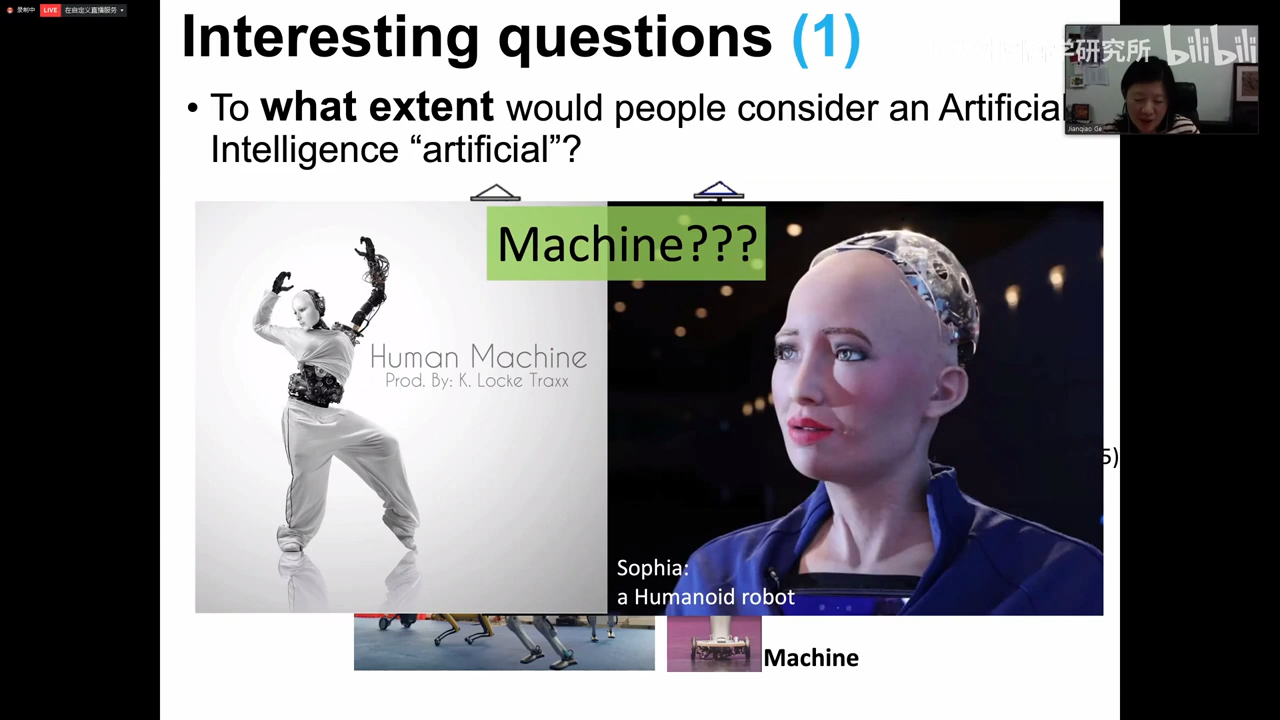 录制中
LIVE
在自定义直播服务
Interesting questions (1)
• To what extent would people consider an Artificial
Intelligence “artificial”?
学研究所
bilibili
Jianqiao Ge
Machine???
Human Machine
Prod. By: K. Locke Traxx
5)
Sophia:
a Humanoid robot
Machine